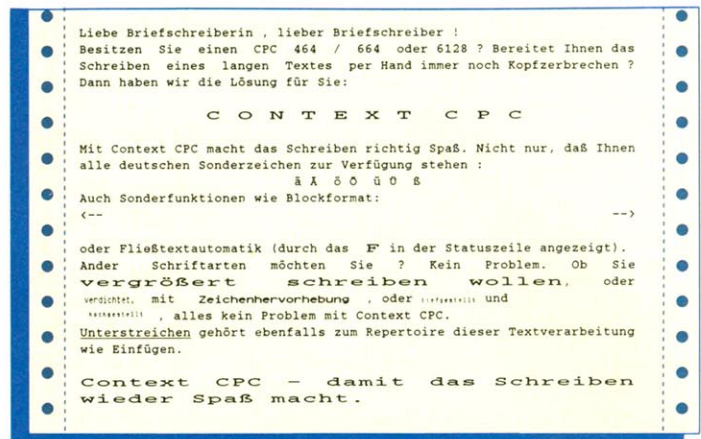 Liebe Briefschreiberin , lieber Briefschreiber !
Besitzen Sie einen CPC 464 / 664 oder 6128 ? Bereitet Ihnen das
Schreiben eines langen Textes per Hand immer noch Kopfzerbrechen ?
Dann haben wir die Lösung für Sie:
C O N T E X T C P C
Mit Context CPC macht das Schreiben richtig Spaß. Nicht nur, daß Ihnen
alle deutschen Sonderzeichen zur Verfügung stehen :
ä Ä ö Ö ü Ü ß
Auch Sonderfunktionen wie Blockformat:
<-- -->
oder Fließtextautomatik (durch das F in der Statuszeile angezeigt).
Ander Schriftarten möchten Sie ? Kein Problem. Ob Sie
vergrößert schreiben wollen, oder
verdichtet, mit Zeichenhervorhebung , oder tiefgestellt und
hochgestellt , alles kein Problem mit Context CPC.
Unterstreichen gehört ebenfalls zum Repertoire dieser Textverarbeitung
wie Einfügen.
Context CPC - damit das Schreiben
wieder Spaß macht.